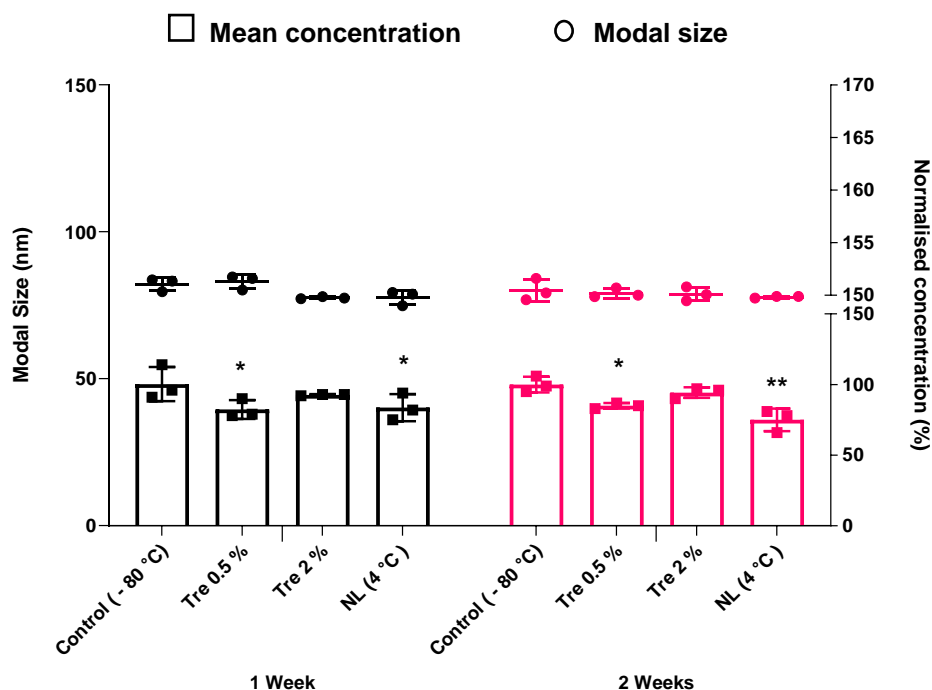 Mean concentration
Modal size
Modal Size (nm)
150
100
50
0
170
165
160
155
150
150
100
50
0
Normalised concentration (%)
*
*
*
**
Control ( - 80 °C)
Tre 0.5 %
Tre 2 %
NL (4 °C )
Control ( - 80 °C)
Tre 0.5 %
Tre 2 %
NL (4 °C )
1 Week
2 Weeks